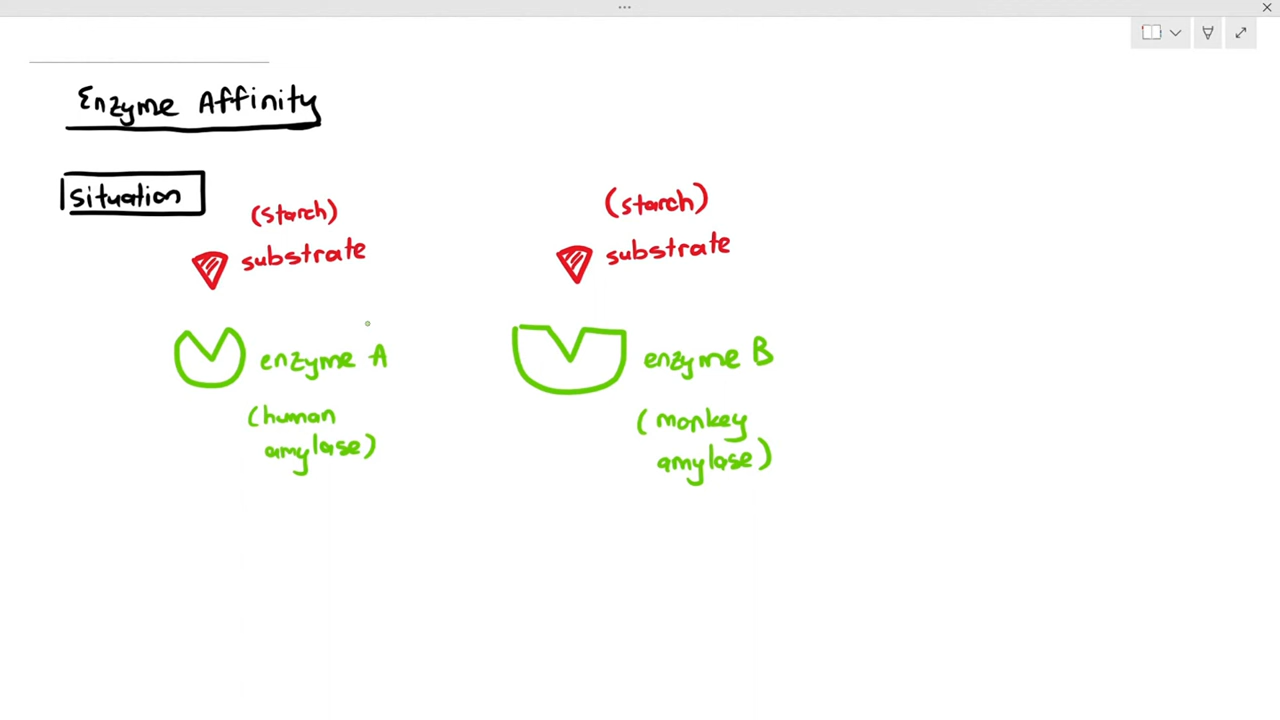 Enzyme Affinity
Situation
(starch)
substrate
enzyme A
(human
amylase)
(starch)
substrate
enzyme B
(monkey
amylase)